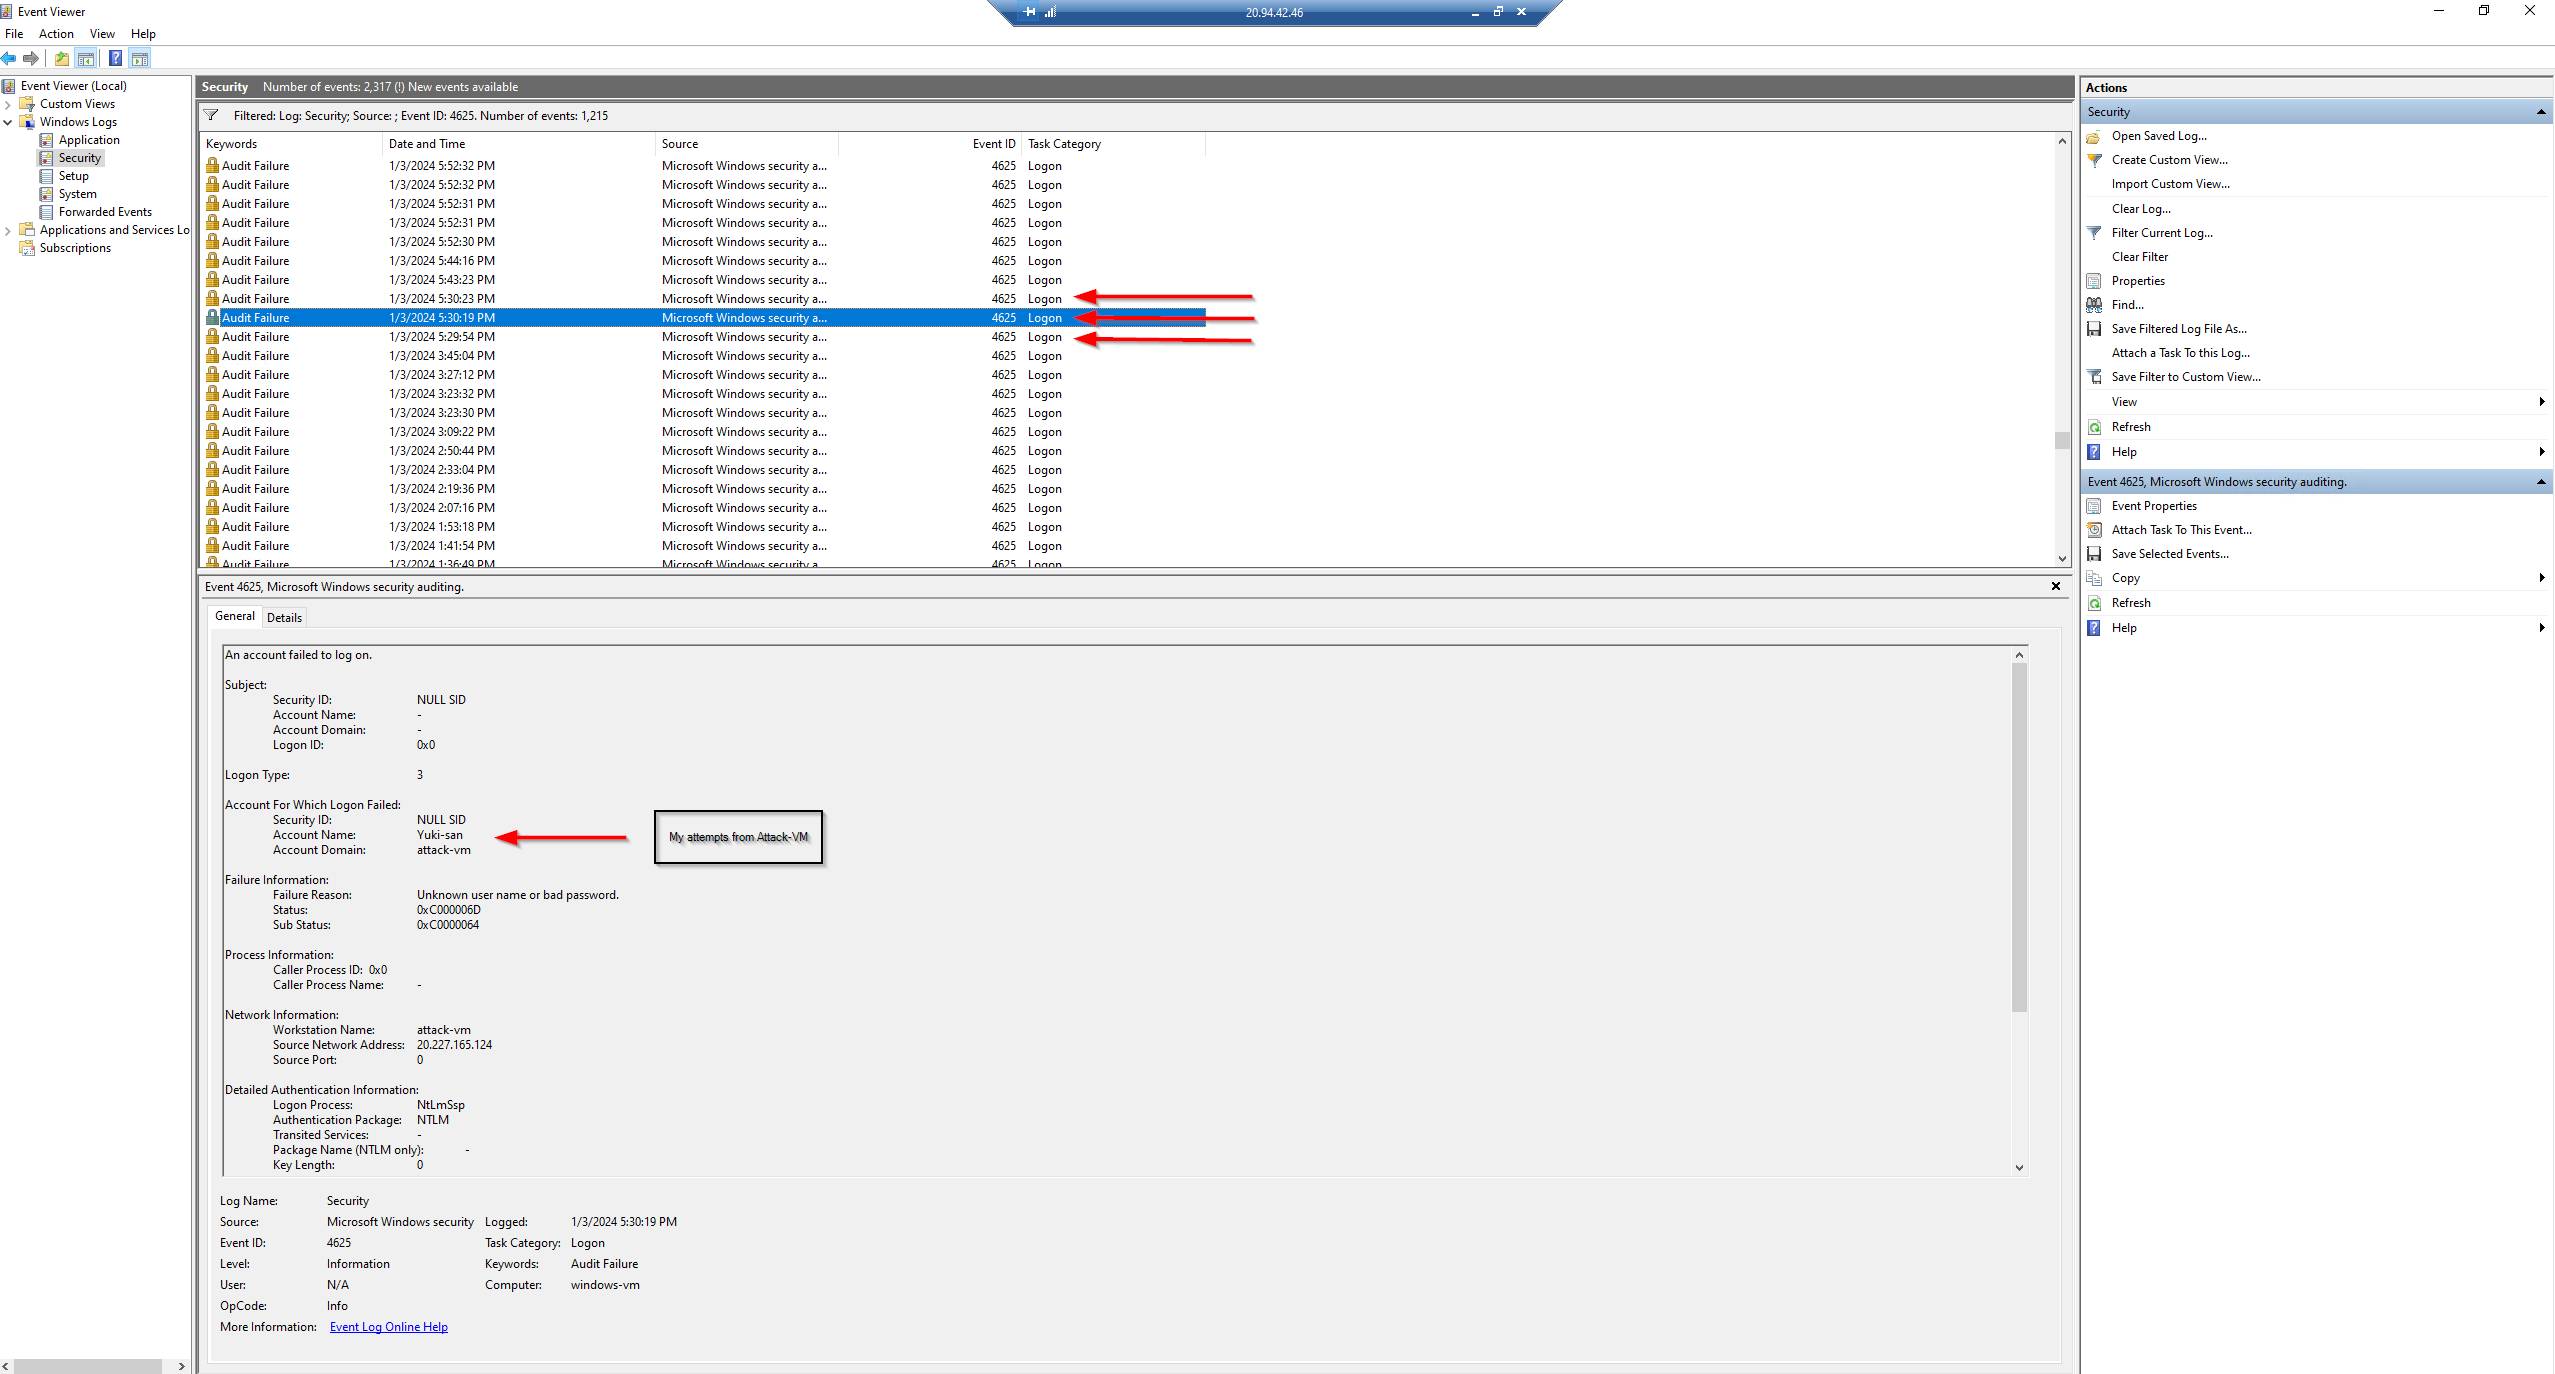 Event Viewer
20.94.42.46
File Action View Help
Event Viewer (Local)
Custom Views
Windows Logs
Application
Security
Setup
System
Forwarded Events
Applications and Services Lo
Subscriptions
Security Number of events: 2,317 (!) New events available
Filtered: Log: Security; Source: ; Event ID: 4625. Number of events: 1,215
Keywords Date and Time Source Event ID Task Category
Audit Failure 1/3/2024 5:52:32 PM Microsoft Windows security a... 4625 Logon
Audit Failure 1/3/2024 5:52:32 PM Microsoft Windows security a... 4625 Logon
Audit Failure 1/3/2024 5:52:31 PM Microsoft Windows security a... 4625 Logon
Audit Failure 1/3/2024 5:52:31 PM Microsoft Windows security a... 4625 Logon
Audit Failure 1/3/2024 5:52:30 PM Microsoft Windows security a... 4625 Logon
Audit Failure 1/3/2024 5:44:16 PM Microsoft Windows security a... 4625 Logon
Audit Failure 1/3/2024 5:43:23 PM Microsoft Windows security a... 4625 Logon
Audit Failure 1/3/2024 5:30:23 PM Microsoft Windows security a... 4625 Logon
Audit Failure 1/3/2024 5:30:19 PM Microsoft Windows security a... 4625 Logon
Audit Failure 1/3/2024 5:29:54 PM Microsoft Windows security a... 4625 Logon
Audit Failure 1/3/2024 3:45:04 PM Microsoft Windows security a... 4625 Logon
Audit Failure 1/3/2024 3:27:12 PM Microsoft Windows security a... 4625 Logon
Audit Failure 1/3/2024 3:23:32 PM Microsoft Windows security a... 4625 Logon
Audit Failure 1/3/2024 3:23:30 PM Microsoft Windows security a... 4625 Logon
Audit Failure 1/3/2024 3:09:22 PM Microsoft Windows security a... 4625 Logon
Audit Failure 1/3/2024 2:50:44 PM Microsoft Windows security a... 4625 Logon
Audit Failure 1/3/2024 2:33:04 PM Microsoft Windows security a... 4625 Logon
Audit Failure 1/3/2024 2:19:36 PM Microsoft Windows security a... 4625 Logon
Audit Failure 1/3/2024 2:07:16 PM Microsoft Windows security a... 4625 Logon
Audit Failure 1/3/2024 1:53:18 PM Microsoft Windows security a... 4625 Logon
Audit Failure 1/3/2024 1:41:54 PM Microsoft Windows security a... 4625 Logon
Audit Failure 1/3/2024 1:36:49 PM Microsoft Windows security a... 4625 Logon
Event 4625, Microsoft Windows security auditing.
General Details
An account failed to log on.
Subject:
Security ID: NULL SID
Account Name: -
Account Domain: -
Logon ID: 0x0
Logon Type: 3
Account For Which Logon Failed:
Security ID: NULL SID
Account Name: Yuki-san
Account Domain: attack-vm
My attempts from Attack-VM
Failure Information:
Failure Reason: Unknown user name or bad password.
Status: 0xC000006D
Sub Status: 0xC0000064
Process Information:
Caller Process ID: 0x0
Caller Process Name: -
Network Information:
Workstation Name: attack-vm
Source Network Address: 20.227.165.124
Source Port: 0
Detailed Authentication Information:
Logon Process: NtLmSsp
Authentication Package: NTLM
Transited Services: -
Package Name (NTLM only): -
Key Length: 0
Log Name: Security
Source: Microsoft Windows security Logged: 1/3/2024 5:30:19 PM
Event ID: 4625 Task Category: Logon
Level: Information Keywords: Audit Failure
User: N/A Computer: windows-vm
OpCode: Info
More Information: Event Log Online Help
Actions
Security
Open Saved Log...
Create Custom View...
Import Custom View...
Clear Log...
Filter Current Log...
Clear Filter
Properties
Find...
Save Filtered Log File As...
Attach a Task To this Log...
Save Filter to Custom View...
View
Refresh
Help
Event 4625, Microsoft Windows security auditing.
Event Properties
Attach Task To This Event...
Save Selected Events...
Copy
Refresh
Help